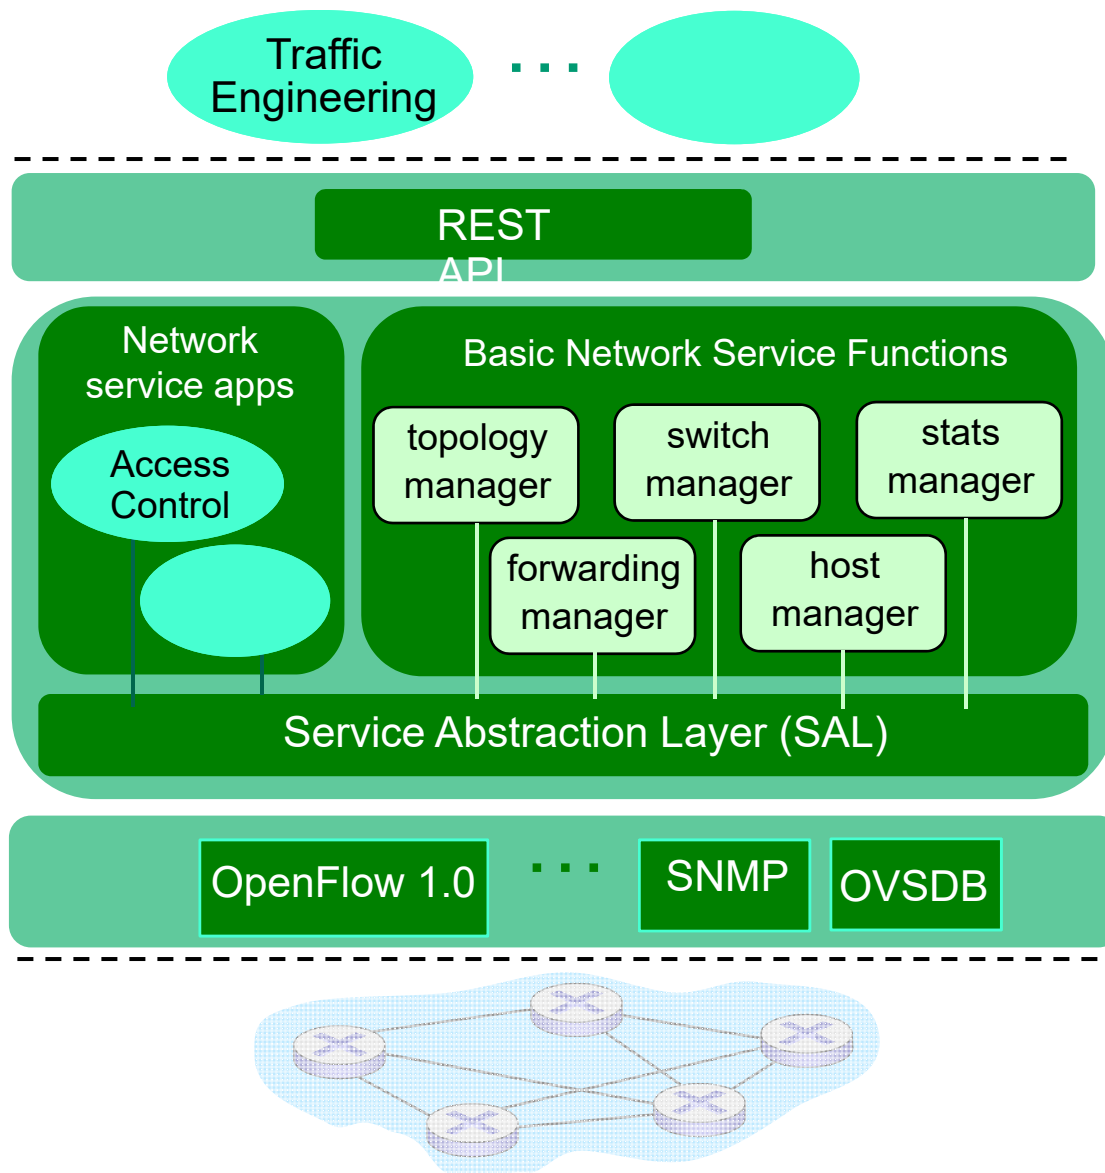 Traffic
Engineering
...
REST
API
Network
service apps
Basic Network Service Functions
topology
manager
switch
manager
stats
manager
Access
Control
forwarding
manager
host
manager
Service Abstraction Layer (SAL)
OpenFlow 1.0
...
SNMP
OVSDB